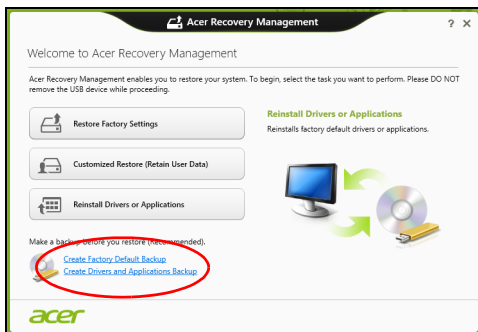 Acer Recovery Management
? ×
Welcome to Acer Recovery Management
Acer Recovery Management enables you to restore your system. To begin, select the task you want to perform. Please DO NOT
remove the USB device while proceeding.
Restore Factory Settings
Customized Restore (Retain User Data)
Reinstall Drivers or Applications
Reinstall Drivers or Applications
Reinstalls factory default drivers or applications.
Make a backup before you restore (Recommended).
Create Factory Default Backup
Create Drivers and Applications Backup
acer